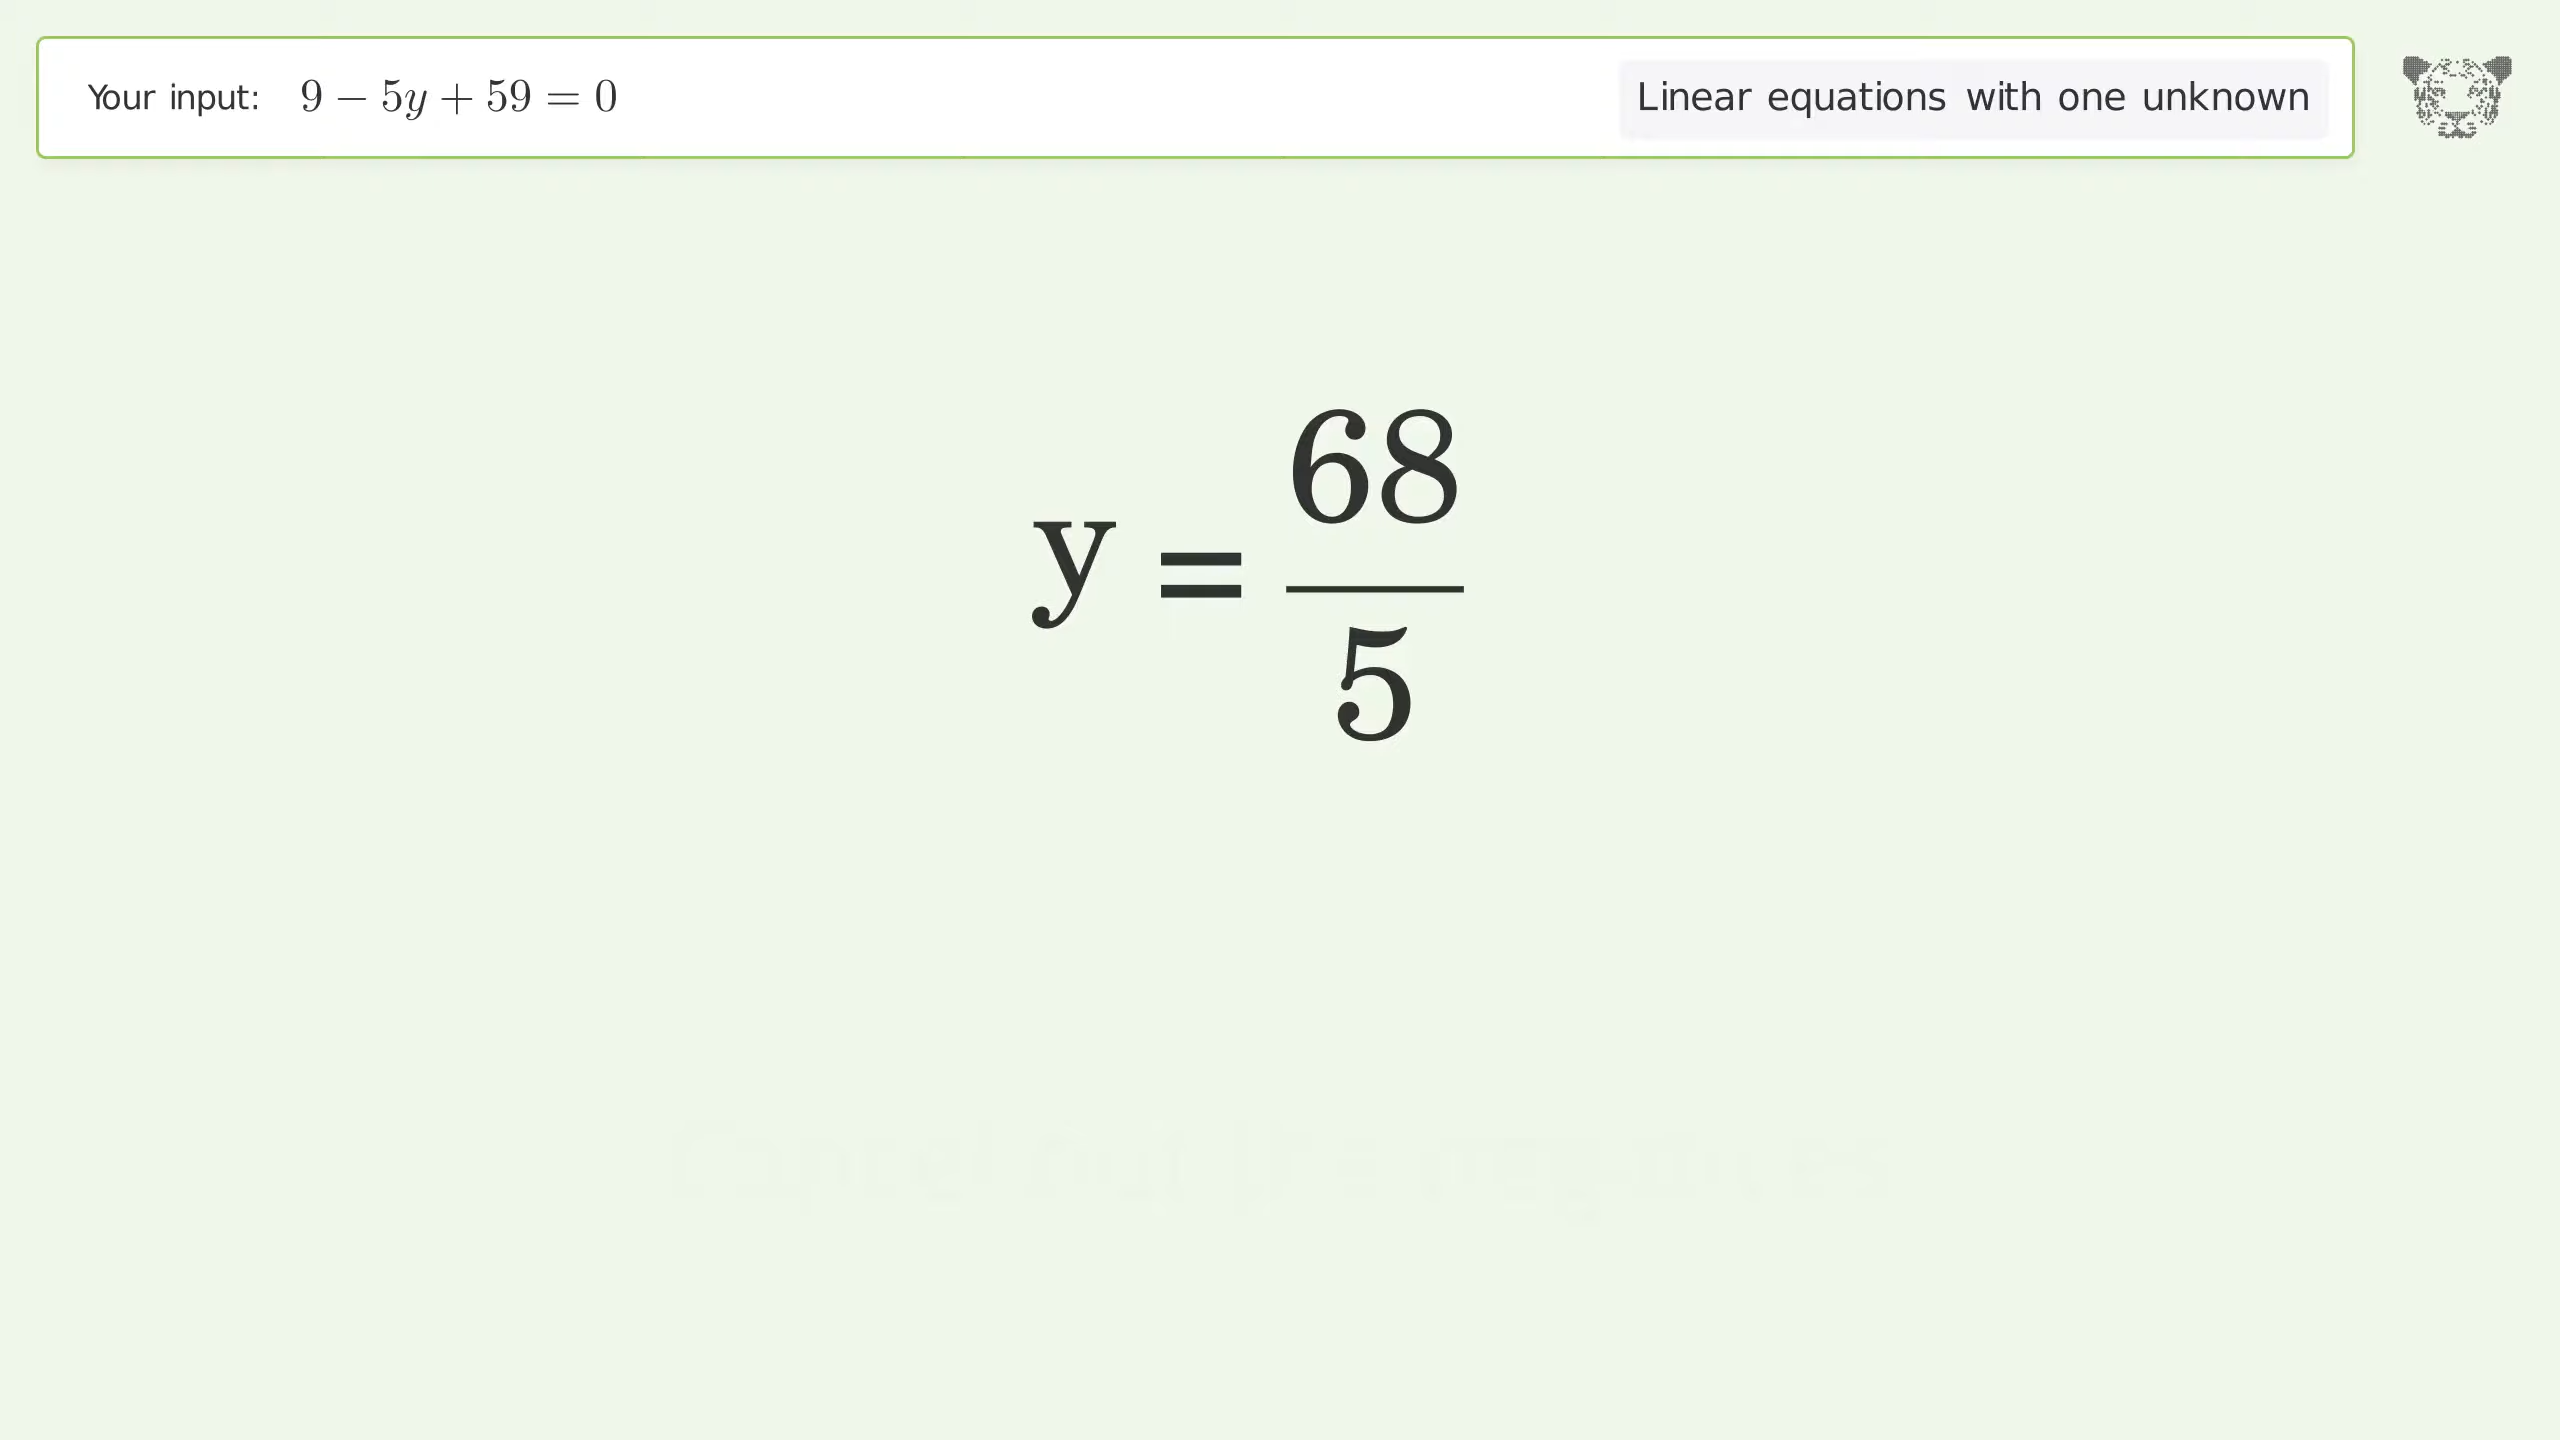 Your input: 9 − 5y + 59 = 0
Linear equations with one unknown
y = 68/5